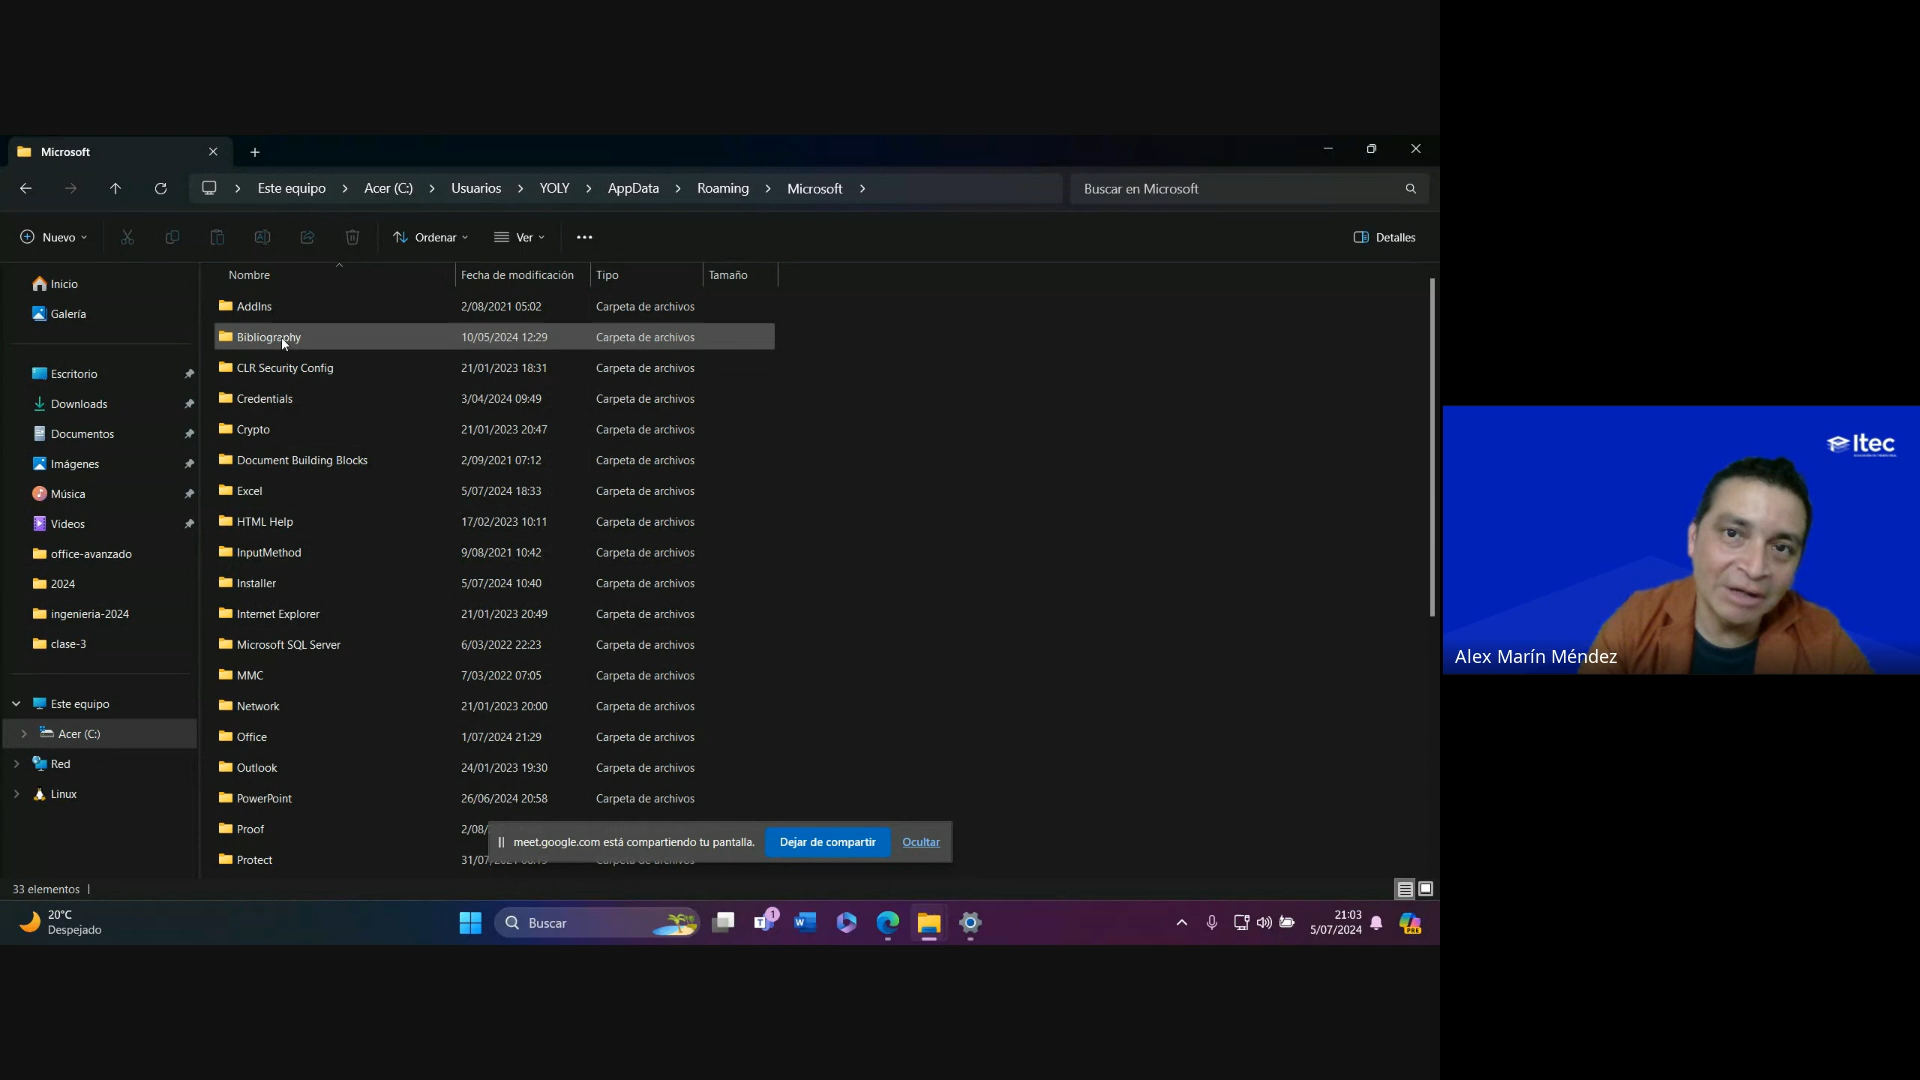 Microsoft
Este equipo > Acer (C:) > Usuarios > YOLY > AppData > Roaming > Microsoft >
Buscar en Microsoft
Nuevo
Ordenar
Ver
Detalles
Inicio
Galería
Escritorio
Downloads
Documentos
Imágenes
Música
Videos
office-avanzado
2024
ingenieria-2024
clase-3
Este equipo
Acer (C:)
Red
Linux
Nombre Fecha de modificación Tipo Tamaño
AddIns 2/08/2021 05:02 Carpeta de archivos
Bibliography 10/05/2024 12:29 Carpeta de archivos
CLR Security Config 21/01/2023 18:31 Carpeta de archivos
Credentials 3/04/2024 09:49 Carpeta de archivos
Crypto 21/01/2023 20:47 Carpeta de archivos
Document Building Blocks 2/09/2021 07:12 Carpeta de archivos
Excel 5/07/2024 18:33 Carpeta de archivos
HTML Help 17/02/2023 10:11 Carpeta de archivos
InputMethod 9/08/2021 10:42 Carpeta de archivos
Installer 5/07/2024 10:40 Carpeta de archivos
Internet Explorer 21/01/2023 20:49 Carpeta de archivos
Microsoft SQL Server 6/03/2022 22:23 Carpeta de archivos
MMC 7/03/2022 07:05 Carpeta de archivos
Network 21/01/2023 20:00 Carpeta de archivos
Office 1/07/2024 21:29 Carpeta de archivos
Outlook 24/01/2023 19:30 Carpeta de archivos
PowerPoint 26/06/2024 20:58 Carpeta de archivos
Proof 2/08/
Protect 31/07 Carpeta de archivos
meet.google.com está compartiendo tu pantalla. Dejar de compartir Ocultar
33 elementos
20°C
Despejado
Buscar
1
21:03
5/07/2024
PRE
Itec
Alex Marín Méndez